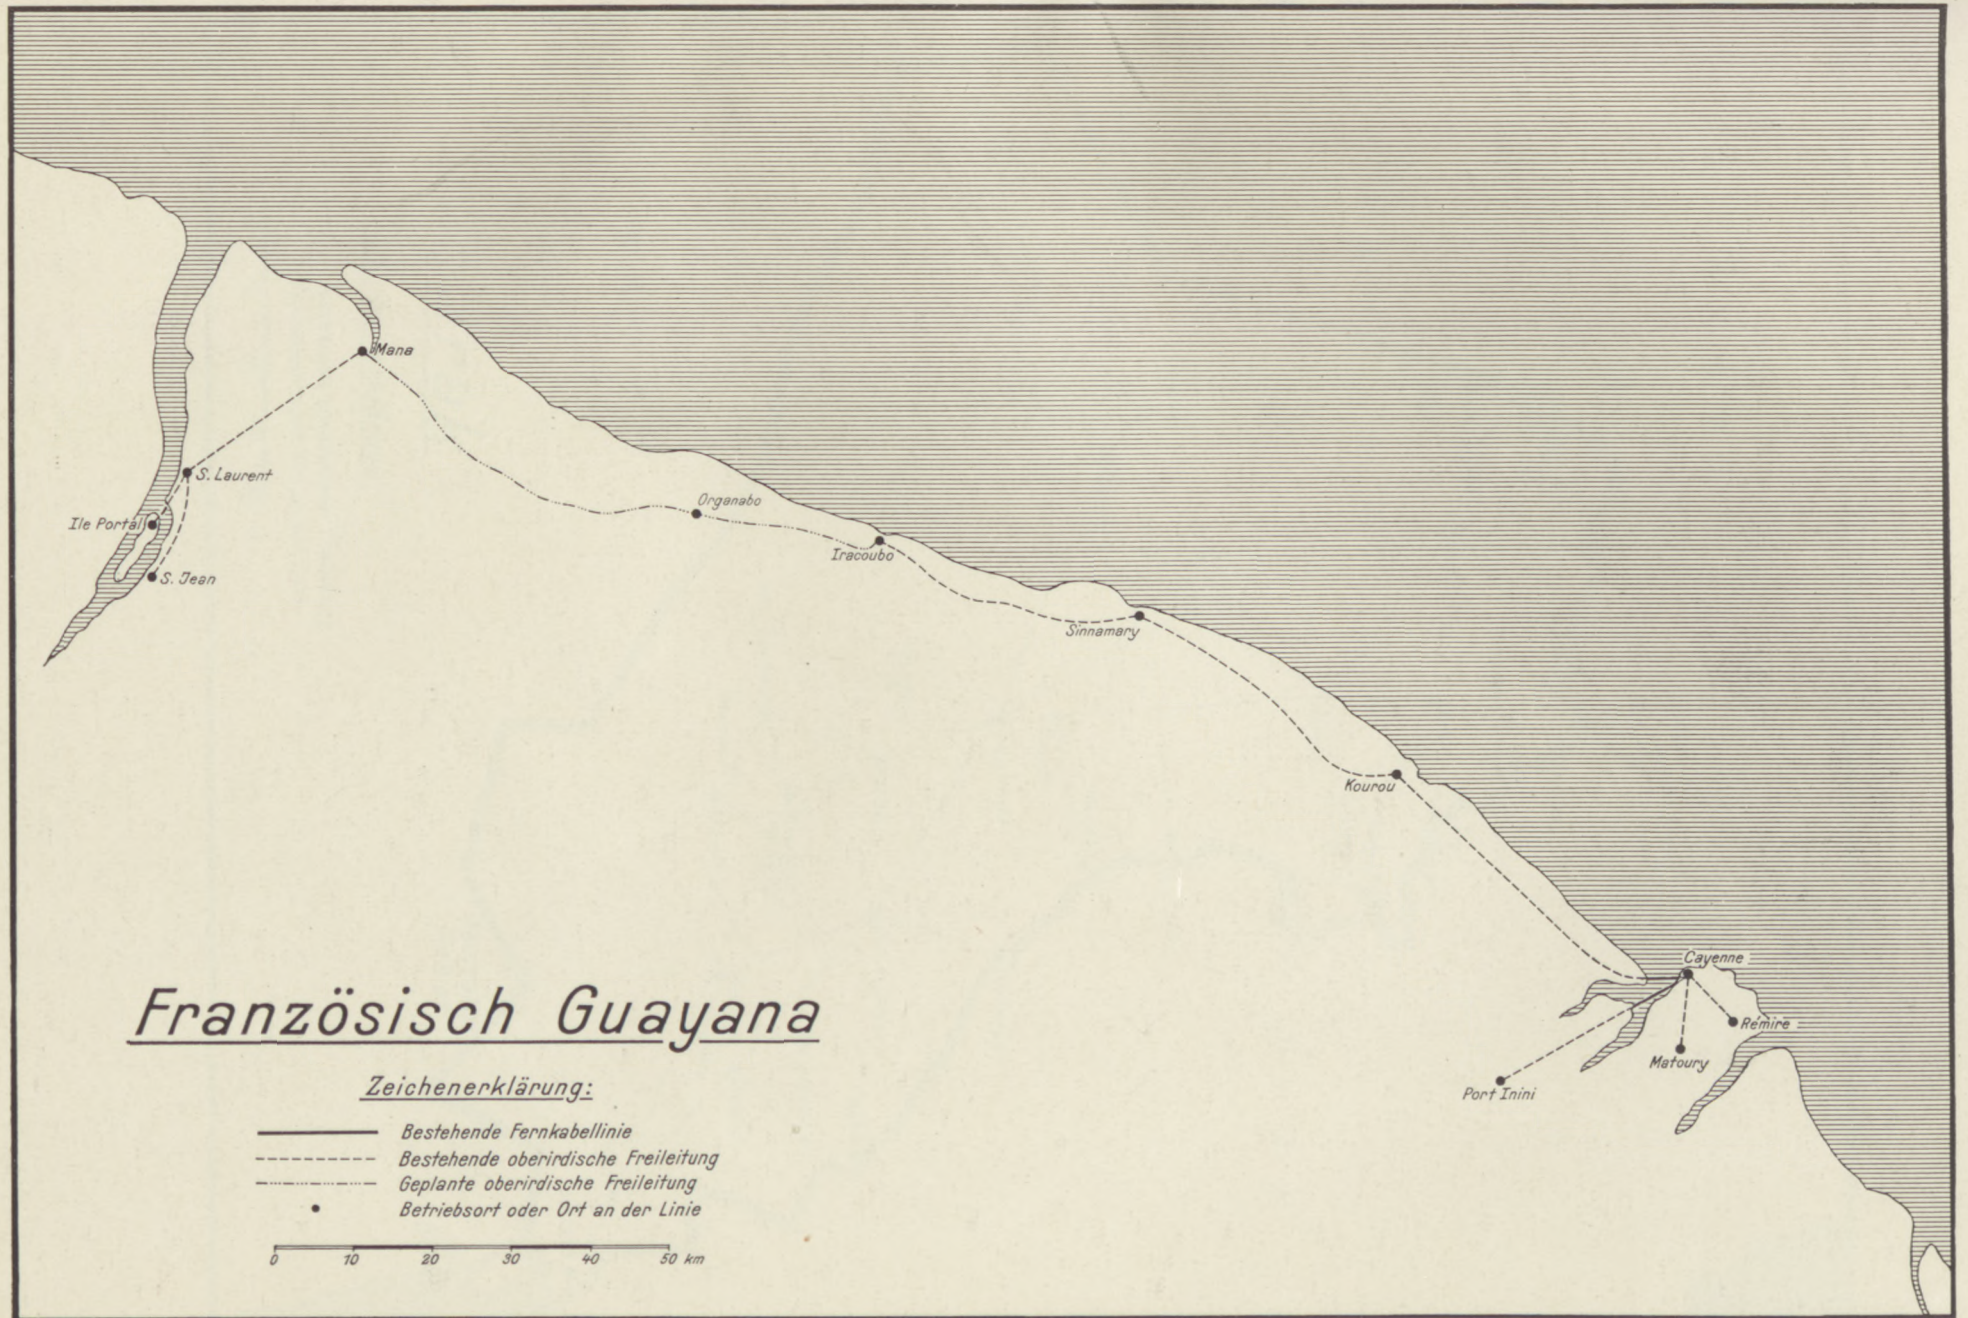 Mana
S. Laurent
Ile Portal
S. Jean
Organabo
Iracoubo
Sinnamary
Kourou
Cayenne
Rémire
Matoury
Port Inini
Französisch Guayana
Zeichenerklärung:
Bestehende Fernkabellinie
Bestehende oberirdische Freileitung
Geplante oberirdische Freileitung
Betriebsort oder Ort an der Linie
0 10 20 30 40 50 km